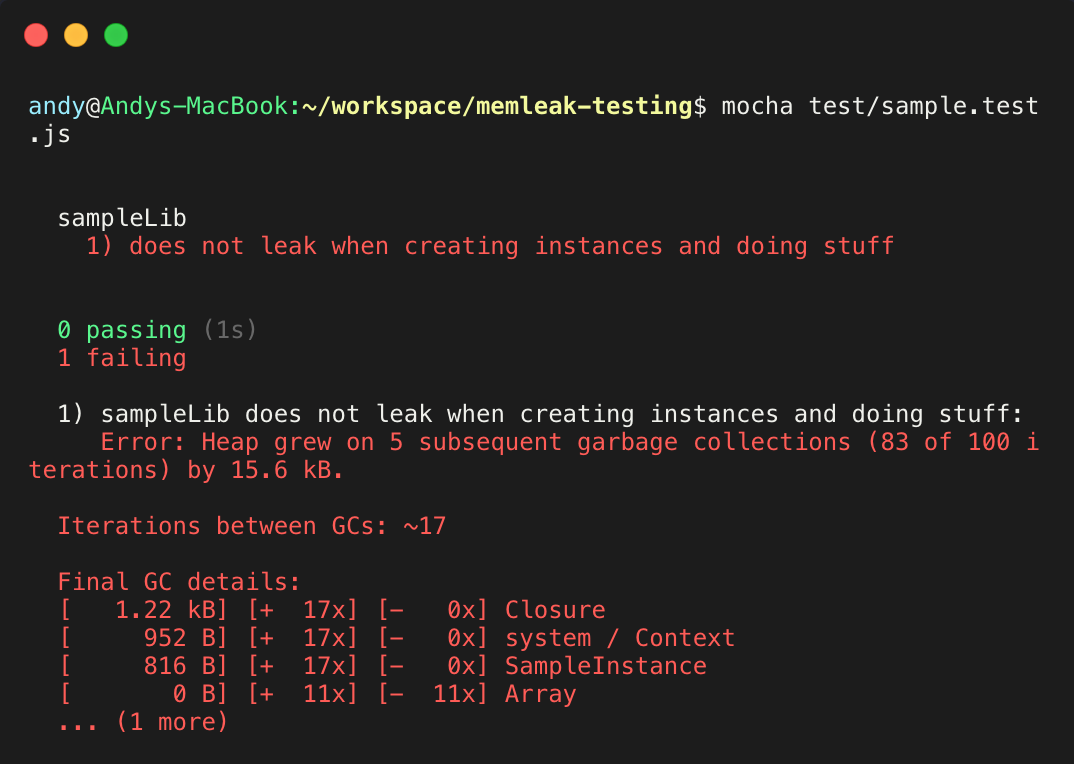 andy@Andys-MacBook:~/workspace/memleak-testing$ mocha test/sample.test
.js
sampleLib
1) does not leak when creating instances and doing stuff
0 passing (1s)
1 failing
1) sampleLib does not leak when creating instances and doing stuff:
Error: Heap grew on 5 subsequent garbage collections (83 of 100 i
terations) by 15.6 kB.
Iterations between GCs: ~17
Final GC details:
[   1.22 kB] [+  17x] [-   0x] Closure
[     952 B] [+  17x] [-   0x] system / Context
[     816 B] [+  17x] [-   0x] SampleInstance
[       0 B] [+  11x] [-  11x] Array
... (1 more)